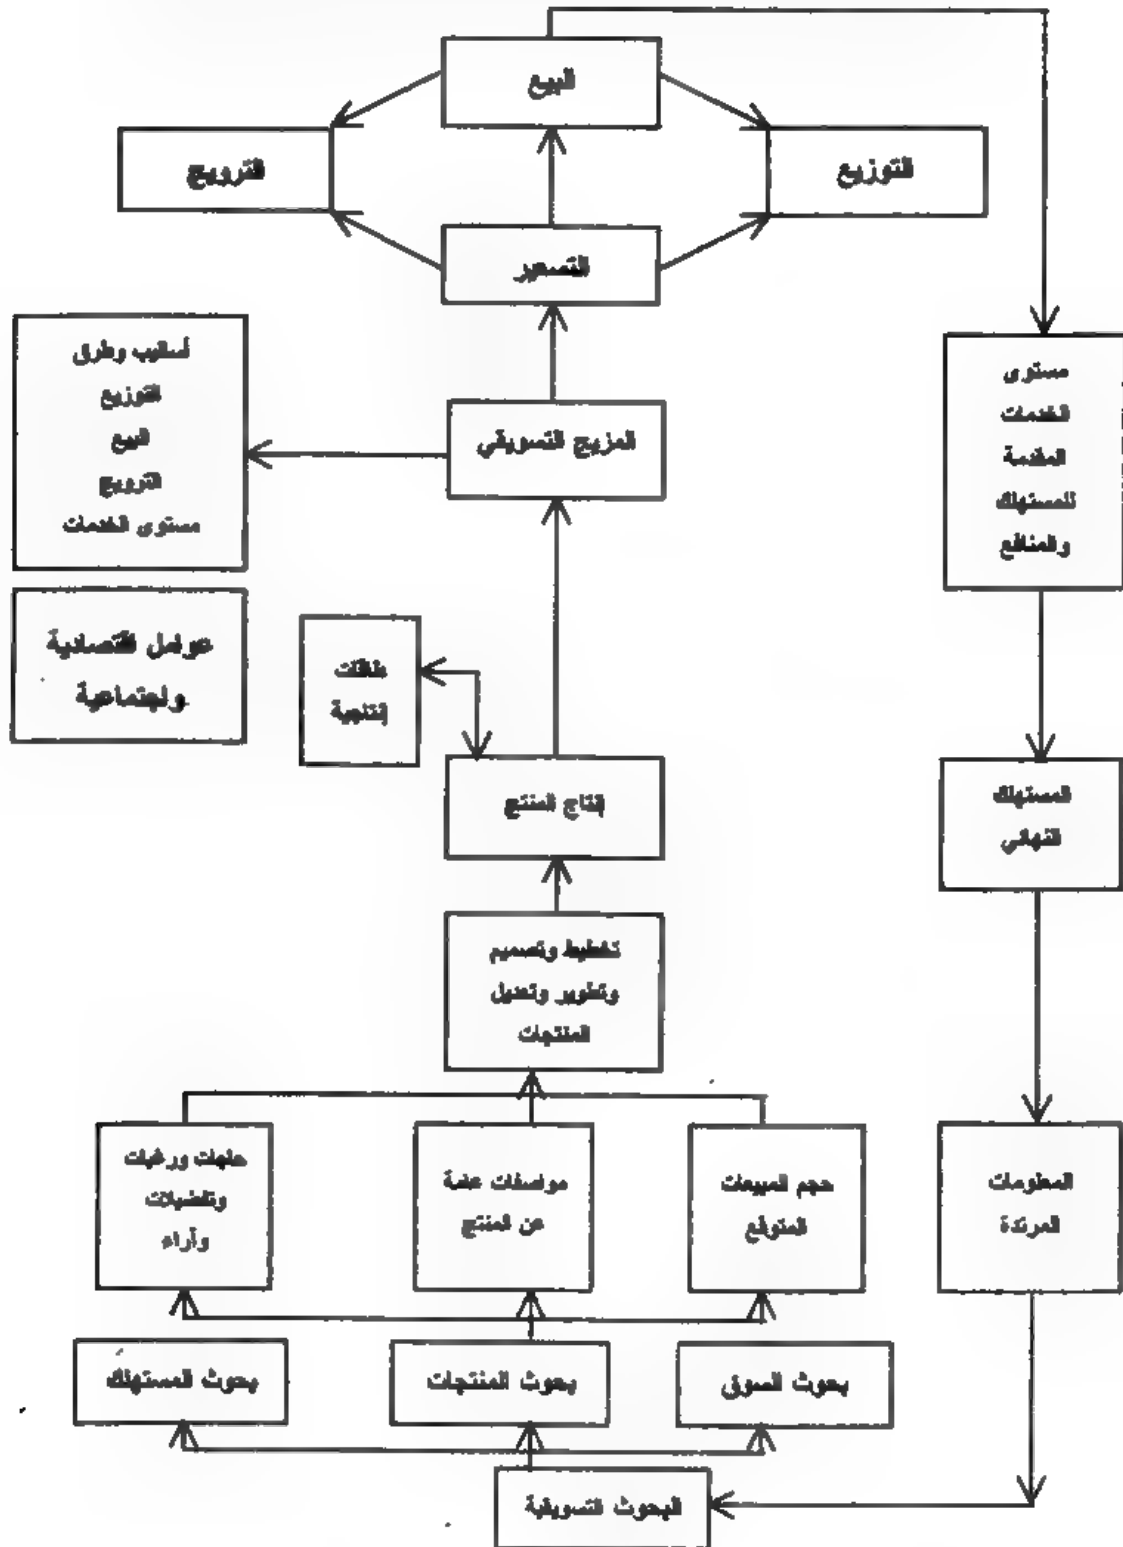 البيع
التوزيع
الترويج
التسعير
أساليب وطرق
التوزيع
البيع
الترويج
مستوى الخدمات
مستوى
الخدمات
المقدمة
للمستهلك
والمنافع
المزيج التسويقي
عوامل اقتصادية
واجتماعية
طاقات
إنتاجية
إنتاج المنتج
المستهلك
النهائي
تخطيط وتصميم
وتطوير وتعديل
المنتجات
حجم المبيعات
المتوقع
مواصفات عامة
عن المنتج
حاجات ورغبات
وتفضيلات
وأراء
المعلومات
المرتدة
بحوث السوق
بحوث المنتجات
بحوث المستهلك
البحوث التسويقية